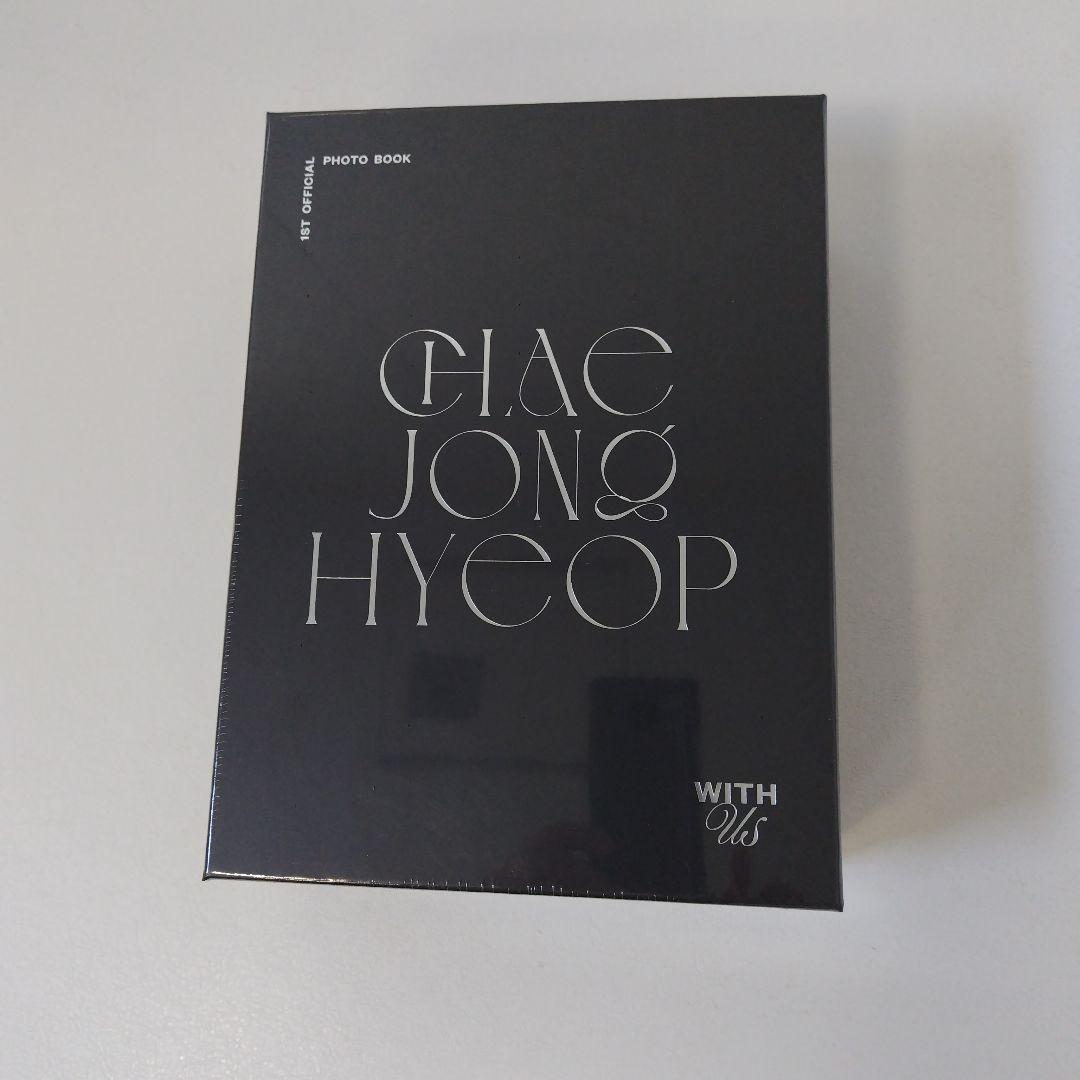 1ST OFFICIAL
PHOTO BOOK
CHAe
JONg
HYeOP
WITH
Us